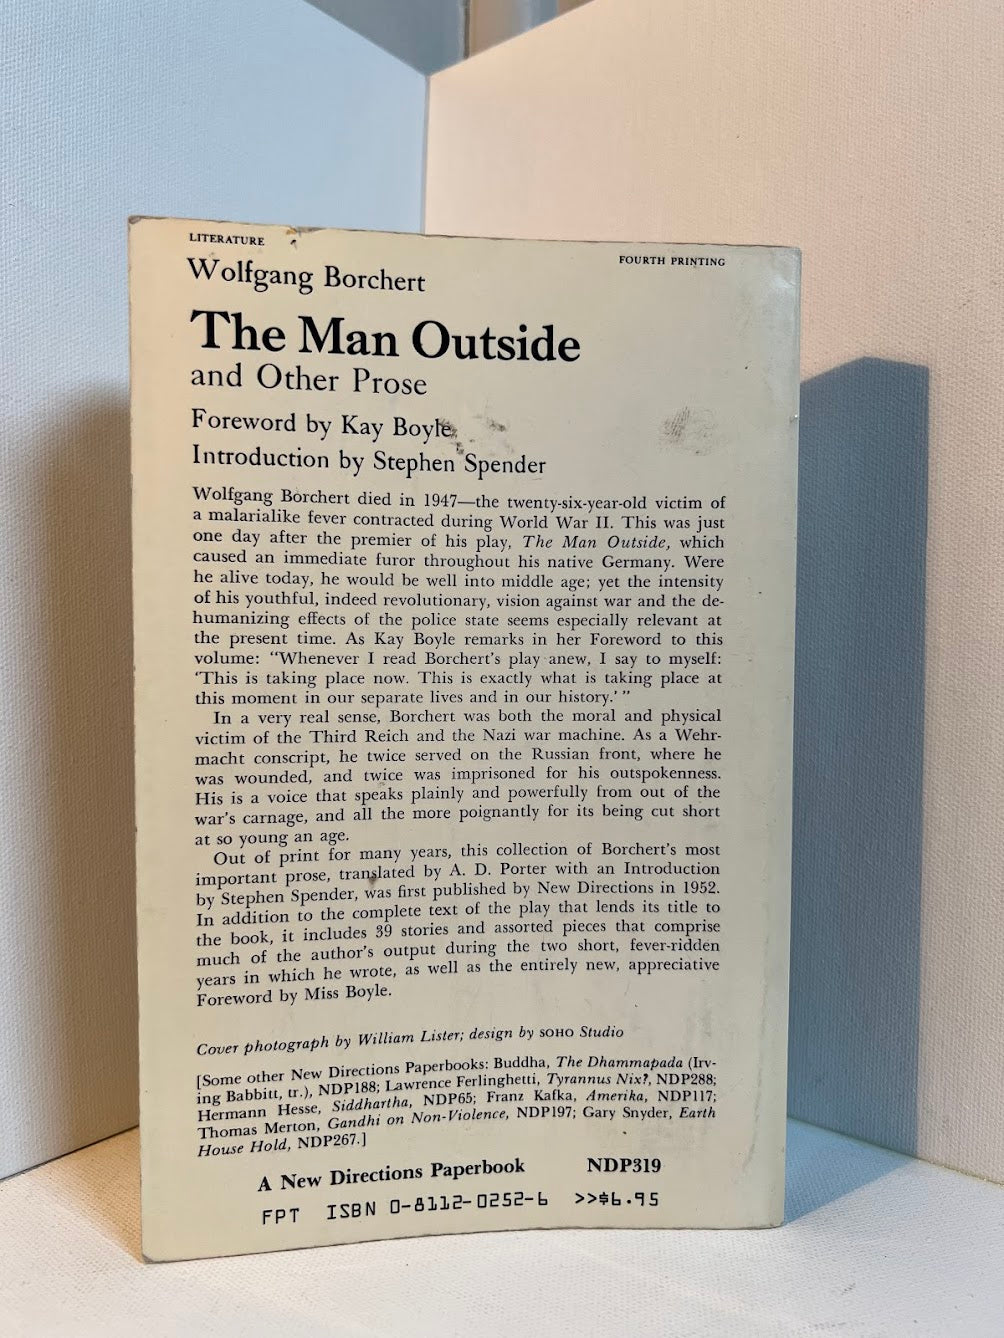 LITERATURE
FOURTH PRINTING
Wolfgang Borchert
The Man Outside
and Other Prose
Foreword by Kay Boyle
Introduction by Stephen Spender
Wolfgang Borchert died in 1947—the twenty-six-year-old victim of
a malarialike fever contracted during World War II. This was just
one day after the premier of his play, The Man Outside, which
caused an immediate furor throughout his native Germany. Were
he alive today, he would be well into middle age; yet the intensity
of his youthful, indeed revolutionary, vision against war and the de-
humanizing effects of the police state seems especially relevant at
the present time. As Kay Boyle remarks in her Foreword to this
volume: “Whenever I read Borchert’s play anew, I say to myself:
‘This is taking place now. This is exactly what is taking place at
this moment in our separate lives and in our history.’ ”
In a very real sense, Borchert was both the moral and physical
victim of the Third Reich and the Nazi war machine. As a Wehr-
macht conscript, he twice served on the Russian front, where he
was wounded, and twice was imprisoned for his outspokenness.
His is a voice that speaks plainly and powerfully from out of the
war’s carnage, and all the more poignantly for its being cut short
at so young an age.
Out of print for many years, this collection of Borchert’s most
important prose, translated by A. D. Porter with an Introduction
by Stephen Spender, was first published by New Directions in 1952.
In addition to the complete text of the play that lends its title to
the book, it includes 39 stories and assorted pieces that comprise
much of the author’s output during the two short, fever-ridden
years in which he wrote, as well as the entirely new, appreciative
Foreword by Miss Boyle.
Cover photograph by William Lister; design by SOHO Studio
[Some other New Directions Paperbooks: Buddha, The Dhammapada (Irv-
ing Babbitt, tr.), NDP188; Lawrence Ferlinghetti, Tyrannus Nix?, NDP288;
Hermann Hesse, Siddhartha, NDP65; Franz Kafka, Amerika, NDP117;
Thomas Merton, Gandhi on Non-Violence, NDP197; Gary Snyder, Earth
House Hold, NDP267.]
A New Directions Paperbook NDP319
FPT ISBN 0-8112-0252-6 >>$6.95